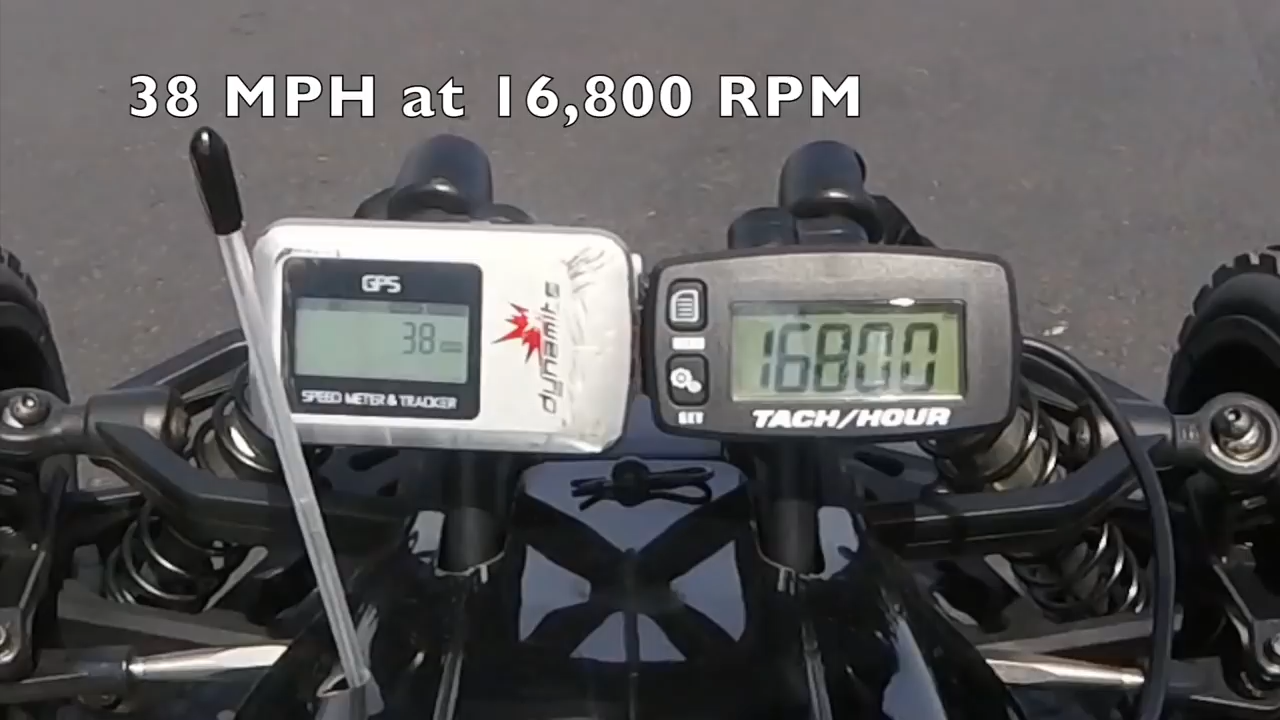 38 MPH at 16,800 RPM
GPS
38
SPEED METER & TRACKER
dynamite
16800
SET
TACH/HOUR